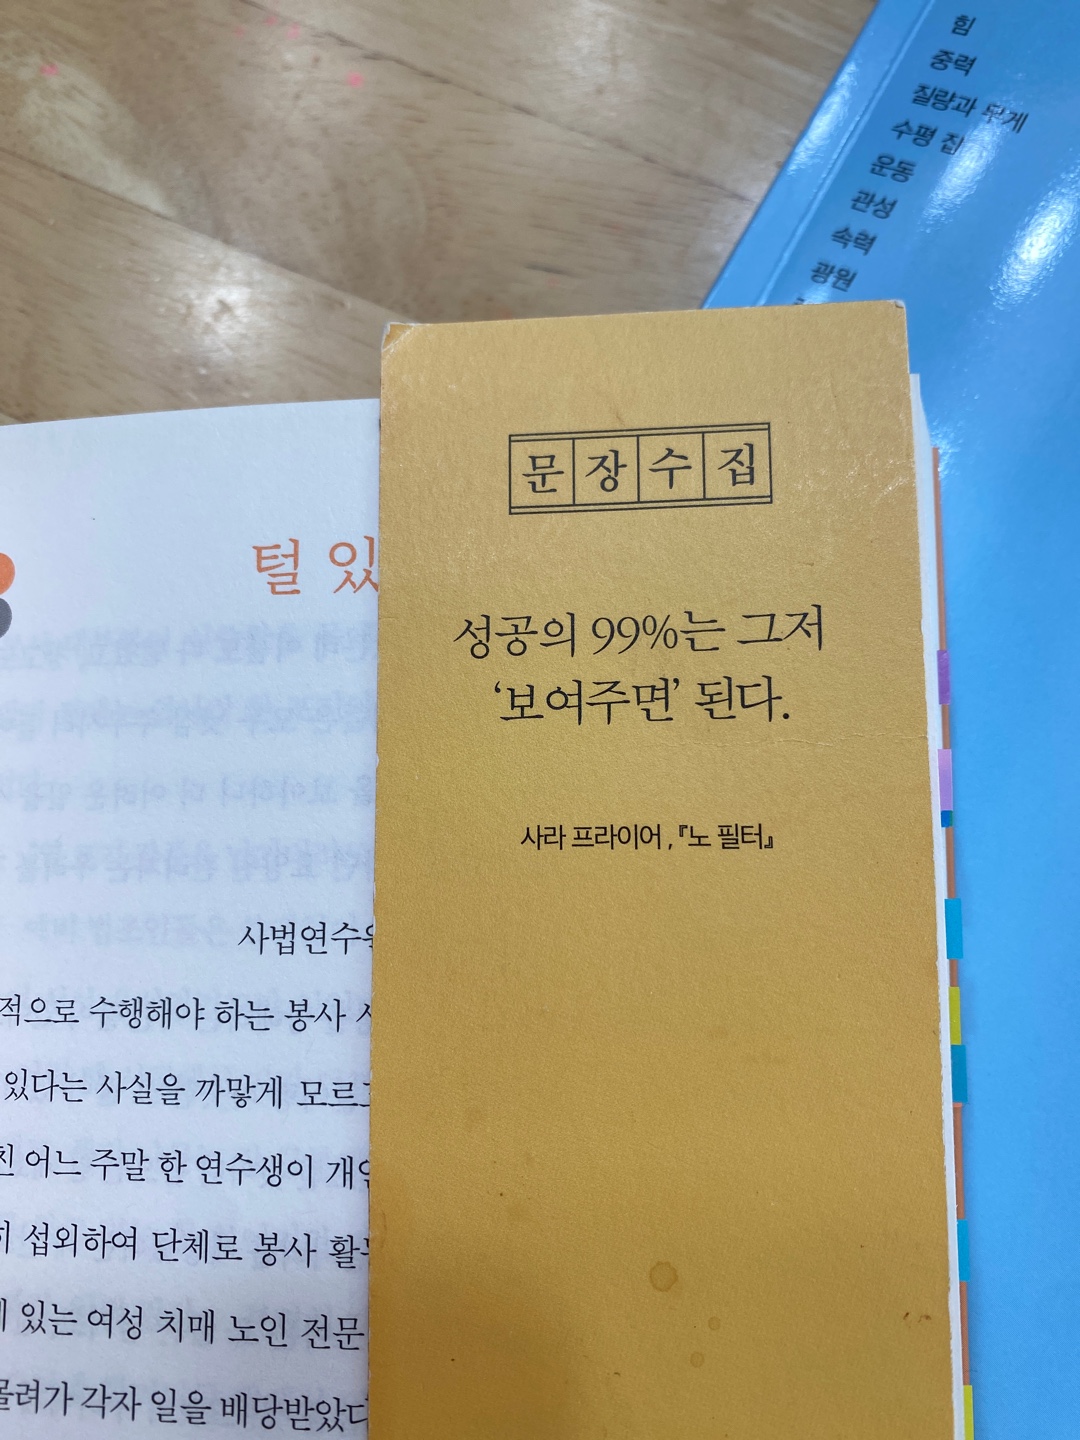 힘
중력
질량과 무게
수평 잡
운동
관성
속력
광원
문장수집
성공의 99%는 그저
‘보여주면’ 된다.
사라 프라이어, 『노 필터』
털 있
사법연수원
적으로 수행해야 하는 봉사
있다는 사실을 까맣게 모르고
친 어느 주말 한 연수생이 개인
히 섭외하여 단체로 봉사 활
에 있는 여성 치매 노인 전문
몰려가 각자 일을 배당받았다